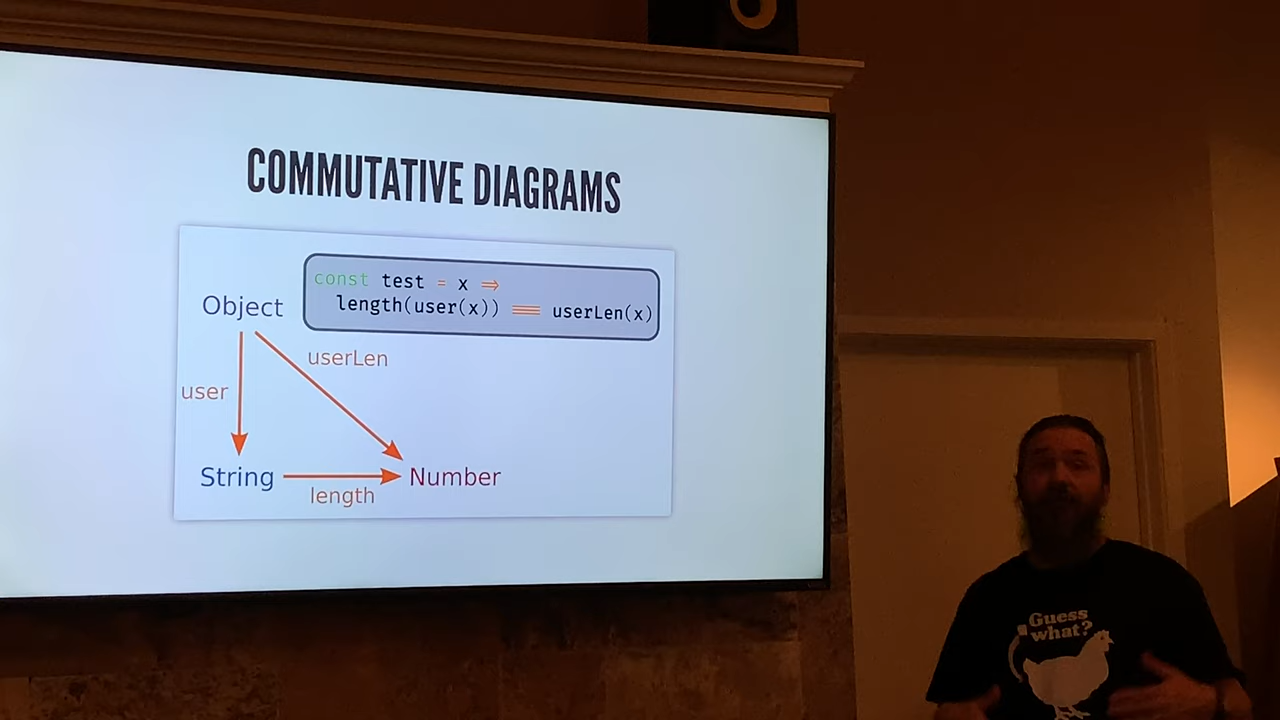 COMMUTATIVE DIAGRAMS
const test = x ⇒
length(user(x)) ≡ userLen(x)
Object
userLen
user
String
Number
length
Guess
what?